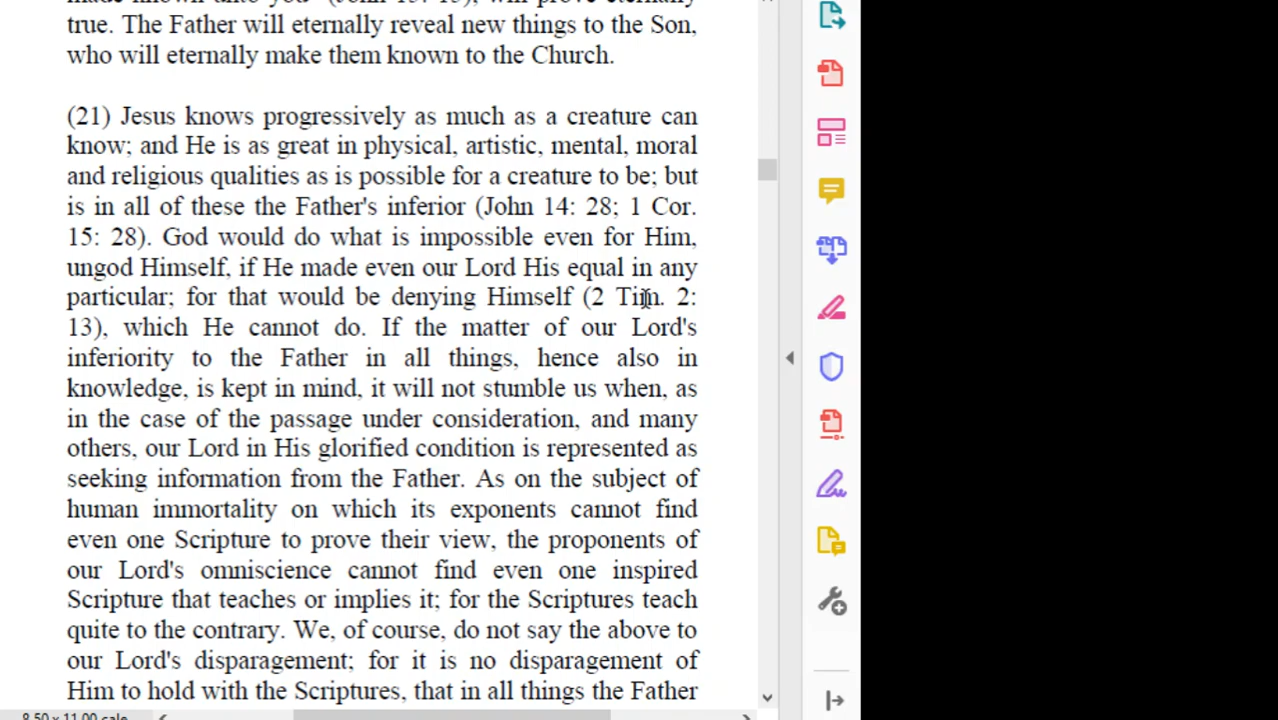 made known unto you" (John 15: 15), will prove eternally
true. The Father will eternally reveal new things to the Son,
who will eternally make them known to the Church.
(21) Jesus knows progressively as much as a creature can
know; and He is as great in physical, artistic, mental, moral
and religious qualities as is possible for a creature to be; but
is in all of these the Father's inferior (John 14: 28; 1 Cor.
15: 28). God would do what is impossible even for Him,
ungod Himself, if He made even our Lord His equal in any
particular; for that would be denying Himself (2 Tim. 2:
13), which He cannot do. If the matter of our Lord's
inferiority to the Father in all things, hence also in
knowledge, is kept in mind, it will not stumble us when, as
in the case of the passage under consideration, and many
others, our Lord in His glorified condition is represented as
seeking information from the Father. As on the subject of
human immortality on which its exponents cannot find
even one Scripture to prove their view, the proponents of
our Lord's omniscience cannot find even one inspired
Scripture that teaches or implies it; for the Scriptures teach
quite to the contrary. We, of course, do not say the above to
our Lord's disparagement; for it is no disparagement of
Him to hold with the Scriptures, that in all things the Father